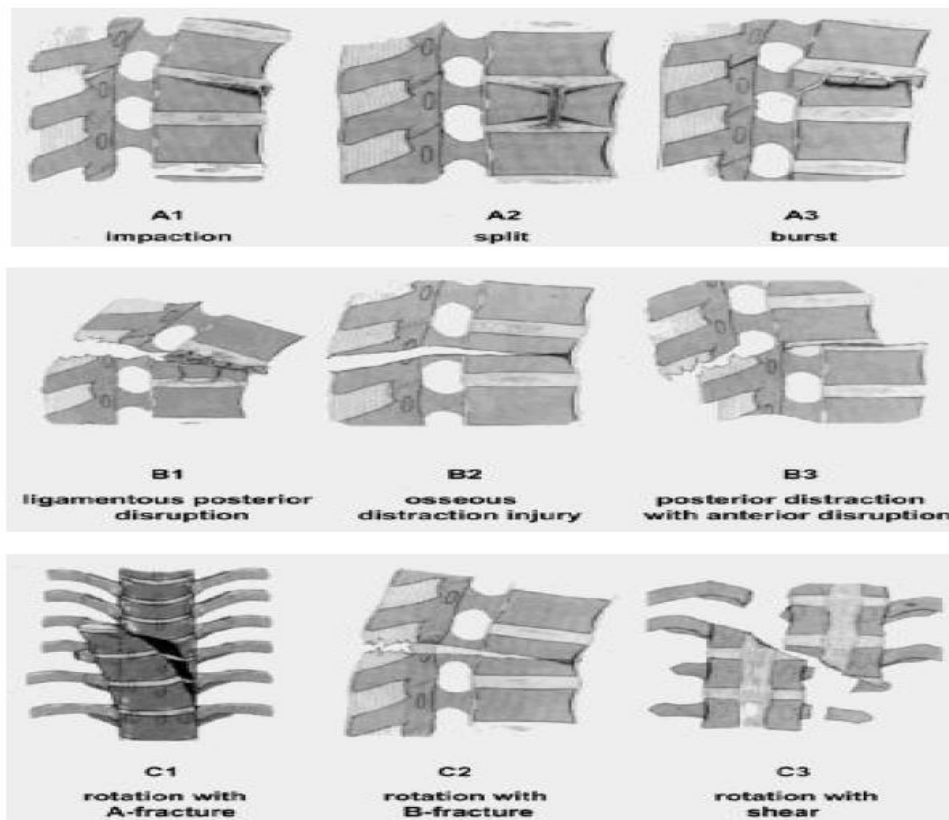 A1
impaction
A2
split
A3
burst
B1
ligamentous posterior
disruption
B2
osseous
distraction injury
B3
posterior distraction
with anterior disruption
C1
rotation with
A-fracture
C2
rotation with
B-fracture
C3
rotation with
shear